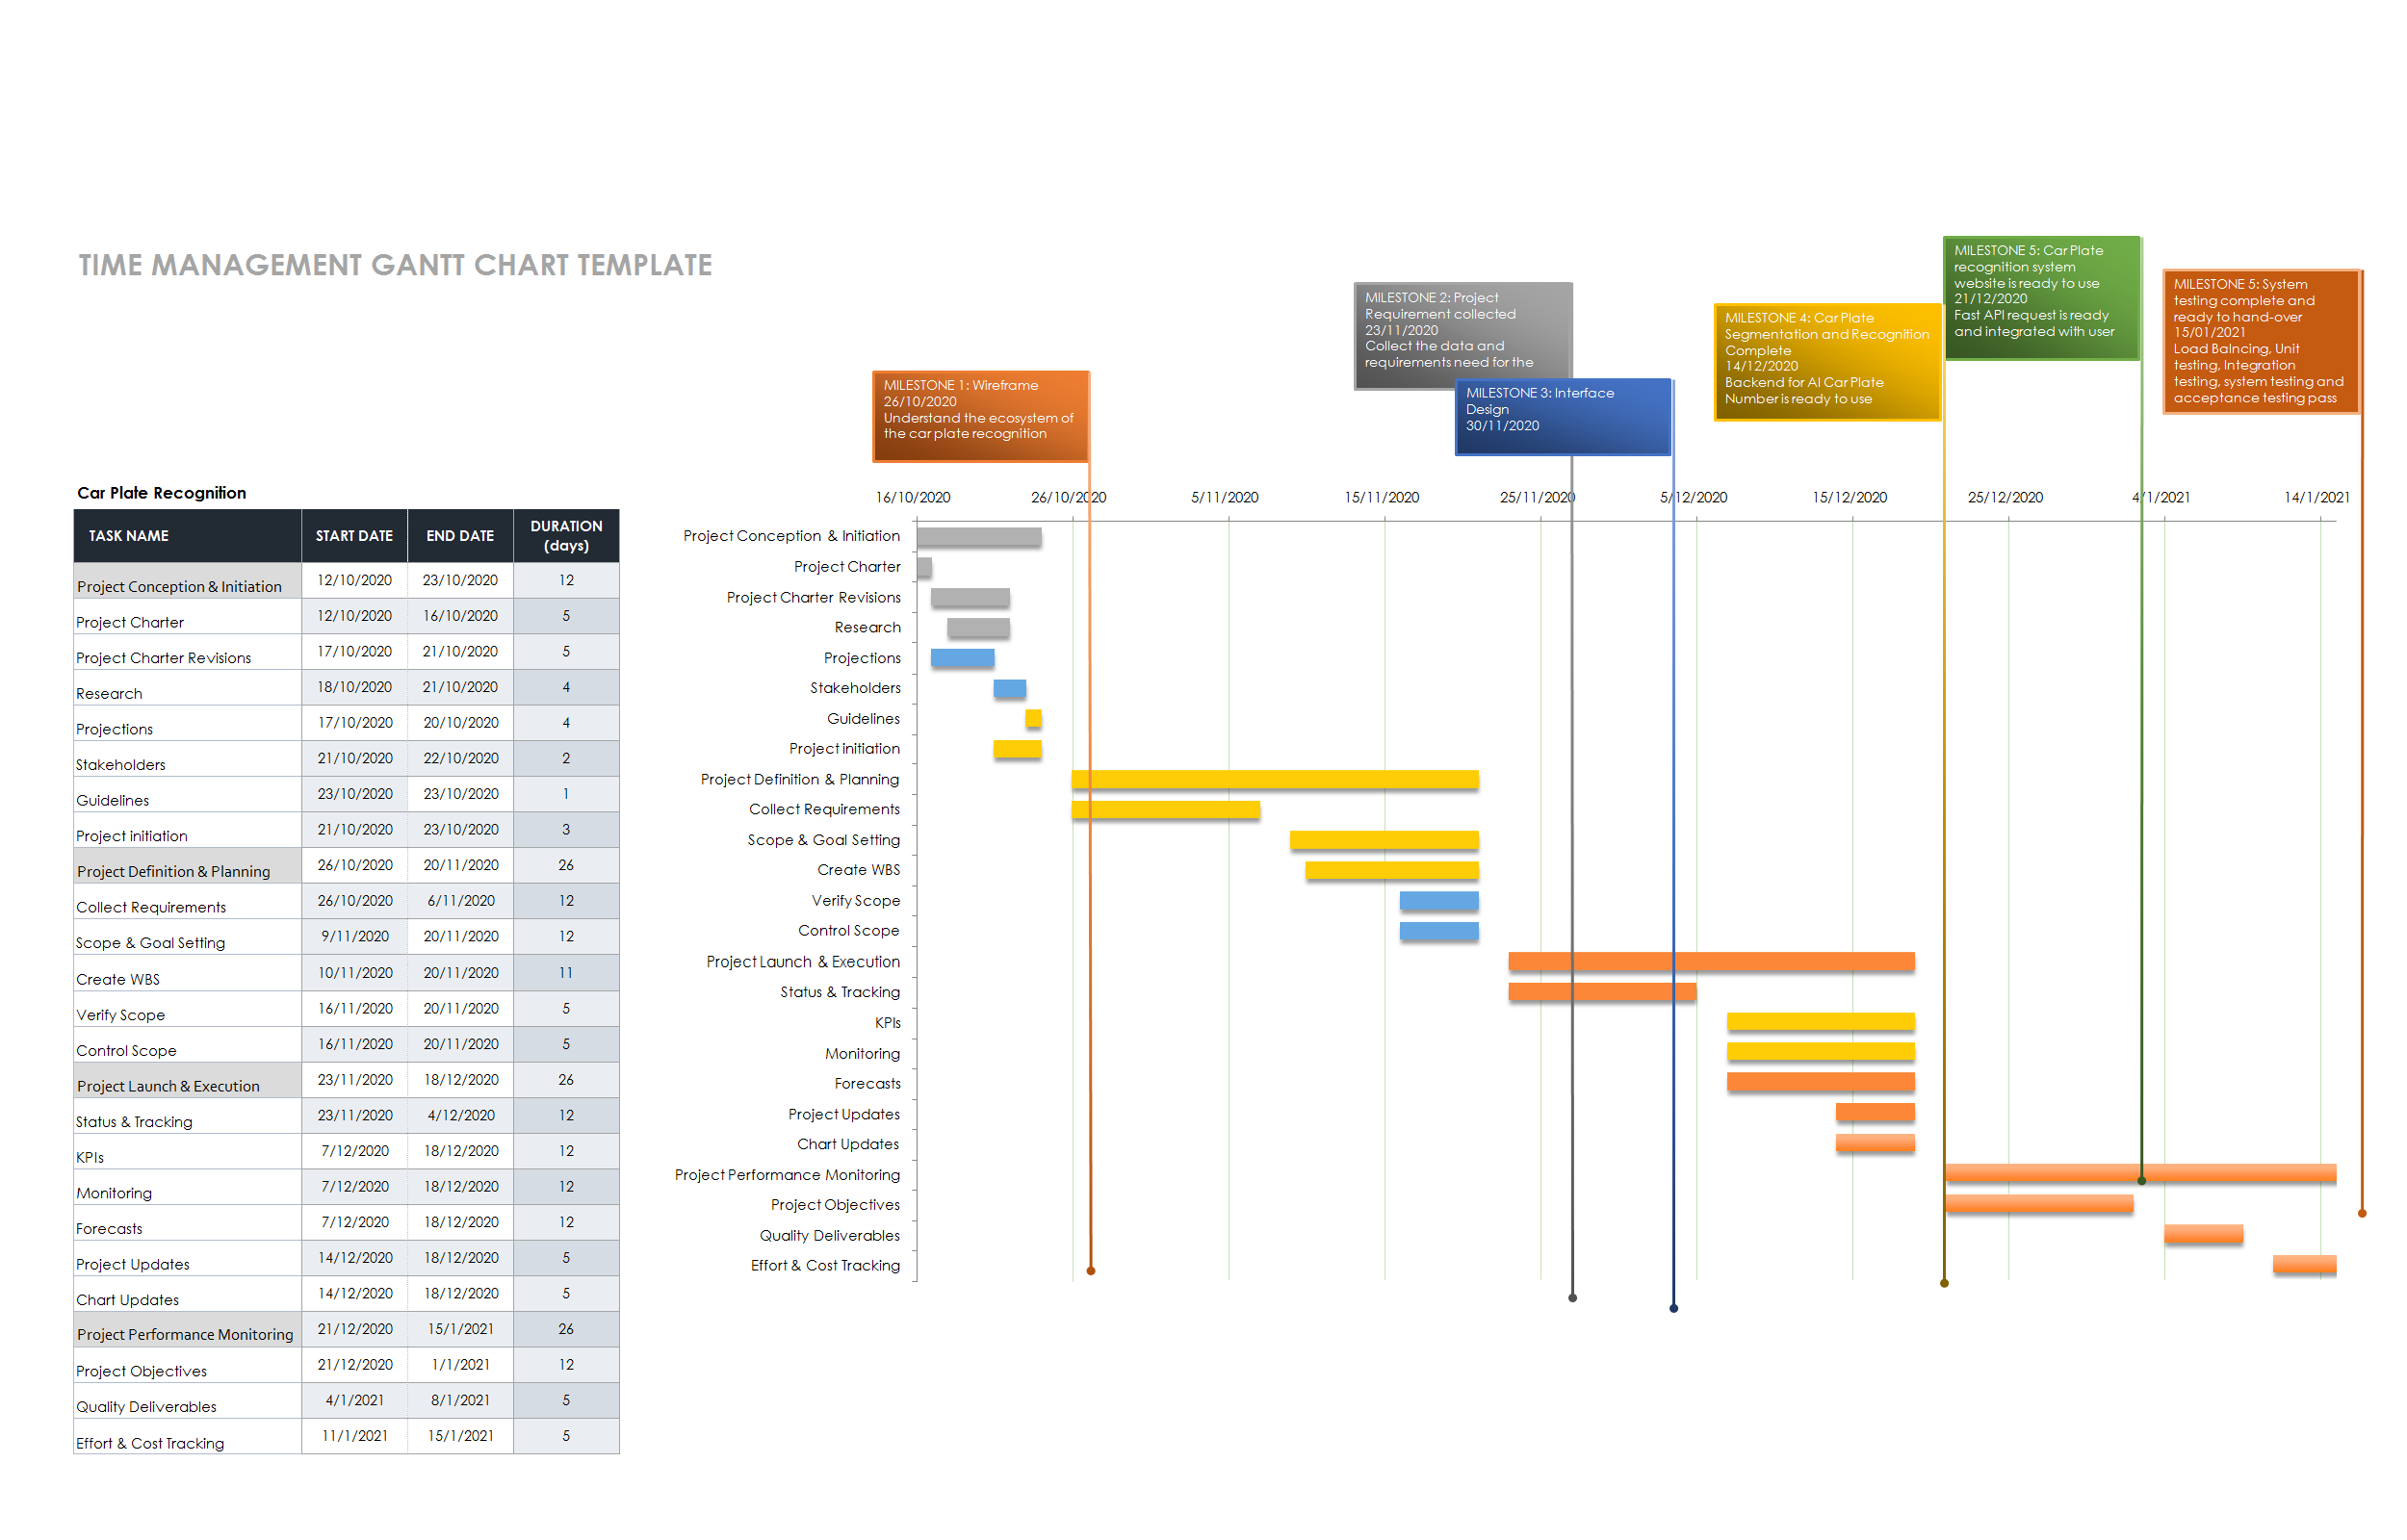 TIME MANAGEMENT GANTT CHART TEMPLATE
MILESTONE 1: Wireframe
26/10/2020
Understand the ecosystem of
the car plate recognition
MILESTONE 2: Project
Requirement collected
23/11/2020
Collect the data and
requirements need for the
MILESTONE 3: Interface
Design
30/11/2020
MILESTONE 4: Car Plate
Segmentation and Recognition
Complete
14/12/2020
Backend for AI Car Plate
Number is ready to use
MILESTONE 5: Car Plate
recognition system
website is ready to use
21/12/2020
Fast API request is ready
and integrated with user
MILESTONE 5: System
testing complete and
ready to hand-over
15/01/2021
Load Balncing, Unit
testing, Integration
testing, system testing and
acceptance testing pass
Car Plate Recognition
TASK NAME START DATE END DATE DURATION (days)
Project Conception & Initiation 12/10/2020 23/10/2020 12
Project Charter 12/10/2020 16/10/2020 5
Project Charter Revisions 17/10/2020 21/10/2020 5
Research 18/10/2020 21/10/2020 4
Projections 17/10/2020 20/10/2020 4
Stakeholders 21/10/2020 22/10/2020 2
Guidelines 23/10/2020 23/10/2020 1
Project initiation 21/10/2020 23/10/2020 3
Project Definition & Planning 26/10/2020 20/11/2020 26
Collect Requirements 26/10/2020 6/11/2020 12
Scope & Goal Setting 9/11/2020 20/11/2020 12
Create WBS 10/11/2020 20/11/2020 11
Verify Scope 16/11/2020 20/11/2020 5
Control Scope 16/11/2020 20/11/2020 5
Project Launch & Execution 23/11/2020 18/12/2020 26
Status & Tracking 23/11/2020 4/12/2020 12
KPIs 7/12/2020 18/12/2020 12
Monitoring 7/12/2020 18/12/2020 12
Forecasts 7/12/2020 18/12/2020 12
Project Updates 14/12/2020 18/12/2020 5
Chart Updates 14/12/2020 18/12/2020 5
Project Performance Monitoring 21/12/2020 15/1/2021 26
Project Objectives 21/12/2020 1/1/2021 12
Quality Deliverables 4/1/2021 8/1/2021 5
Effort & Cost Tracking 11/1/2021 15/1/2021 5
16/10/2020 26/10/2020 5/11/2020 15/11/2020 25/11/2020 5/12/2020 15/12/2020 25/12/2020 4/1/2021 14/1/2021
Project Conception & Initiation
Project Charter
Project Charter Revisions
Research
Projections
Stakeholders
Guidelines
Project initiation
Project Definition & Planning
Collect Requirements
Scope & Goal Setting
Create WBS
Verify Scope
Control Scope
Project Launch & Execution
Status & Tracking
KPIs
Monitoring
Forecasts
Project Updates
Chart Updates
Project Performance Monitoring
Project Objectives
Quality Deliverables
Effort & Cost Tracking